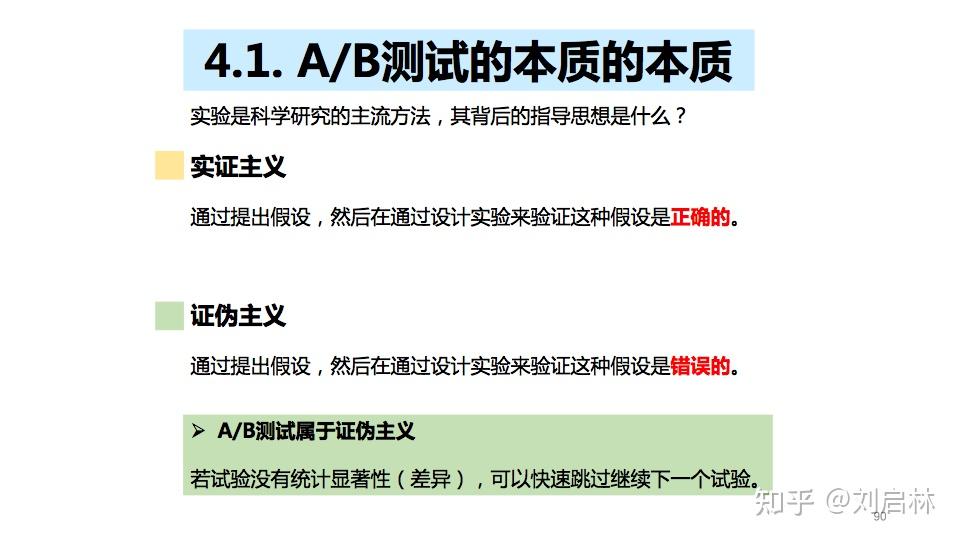 4.1. A/B测试的本质的本质
实验是科学研究的主流方法，其背后的指导思想是什么？
实证主义
通过提出假设，然后在通过设计实验来验证这种假设是正确的。
证伪主义
通过提出假设，然后在通过设计实验来验证这种假设是错误的。
➢ A/B测试属于证伪主义
若试验没有统计显著性（差异），可以快速跳过继续下一个试验。
知乎 @刘启林
90